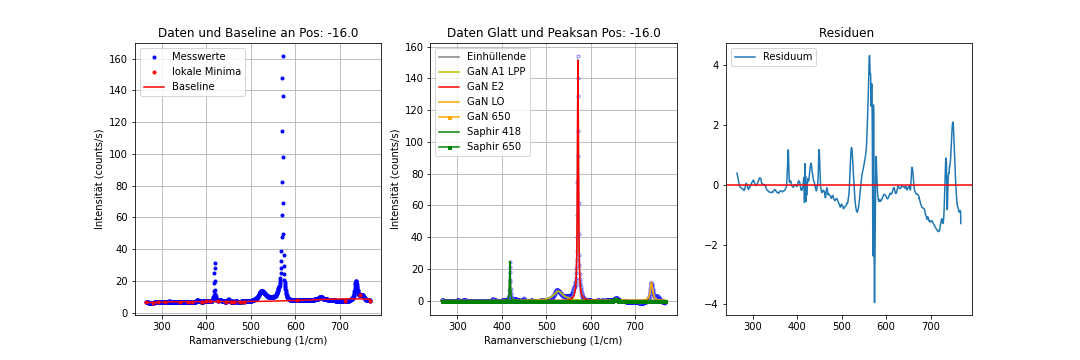 Daten und Baseline an Pos: -16.0
Messwerte
lokale Minima
Baseline
Intensität (counts/s)
160
140
120
100
80
60
40
20
0
300 400 500 600 700
Ramanverschiebung (1/cm)
Daten Glatt und Peaksan Pos: -16.0
Einhüllende
GaN A1 LPP
GaN E2
GaN LO
GaN 650
Saphir 418
Saphir 650
Intensität (counts/s)
160
140
120
100
80
60
40
20
0
300 400 500 600 700
Ramanverschiebung (1/cm)
Residuen
Residuum
4
2
0
−2
−4
300 400 500 600 700